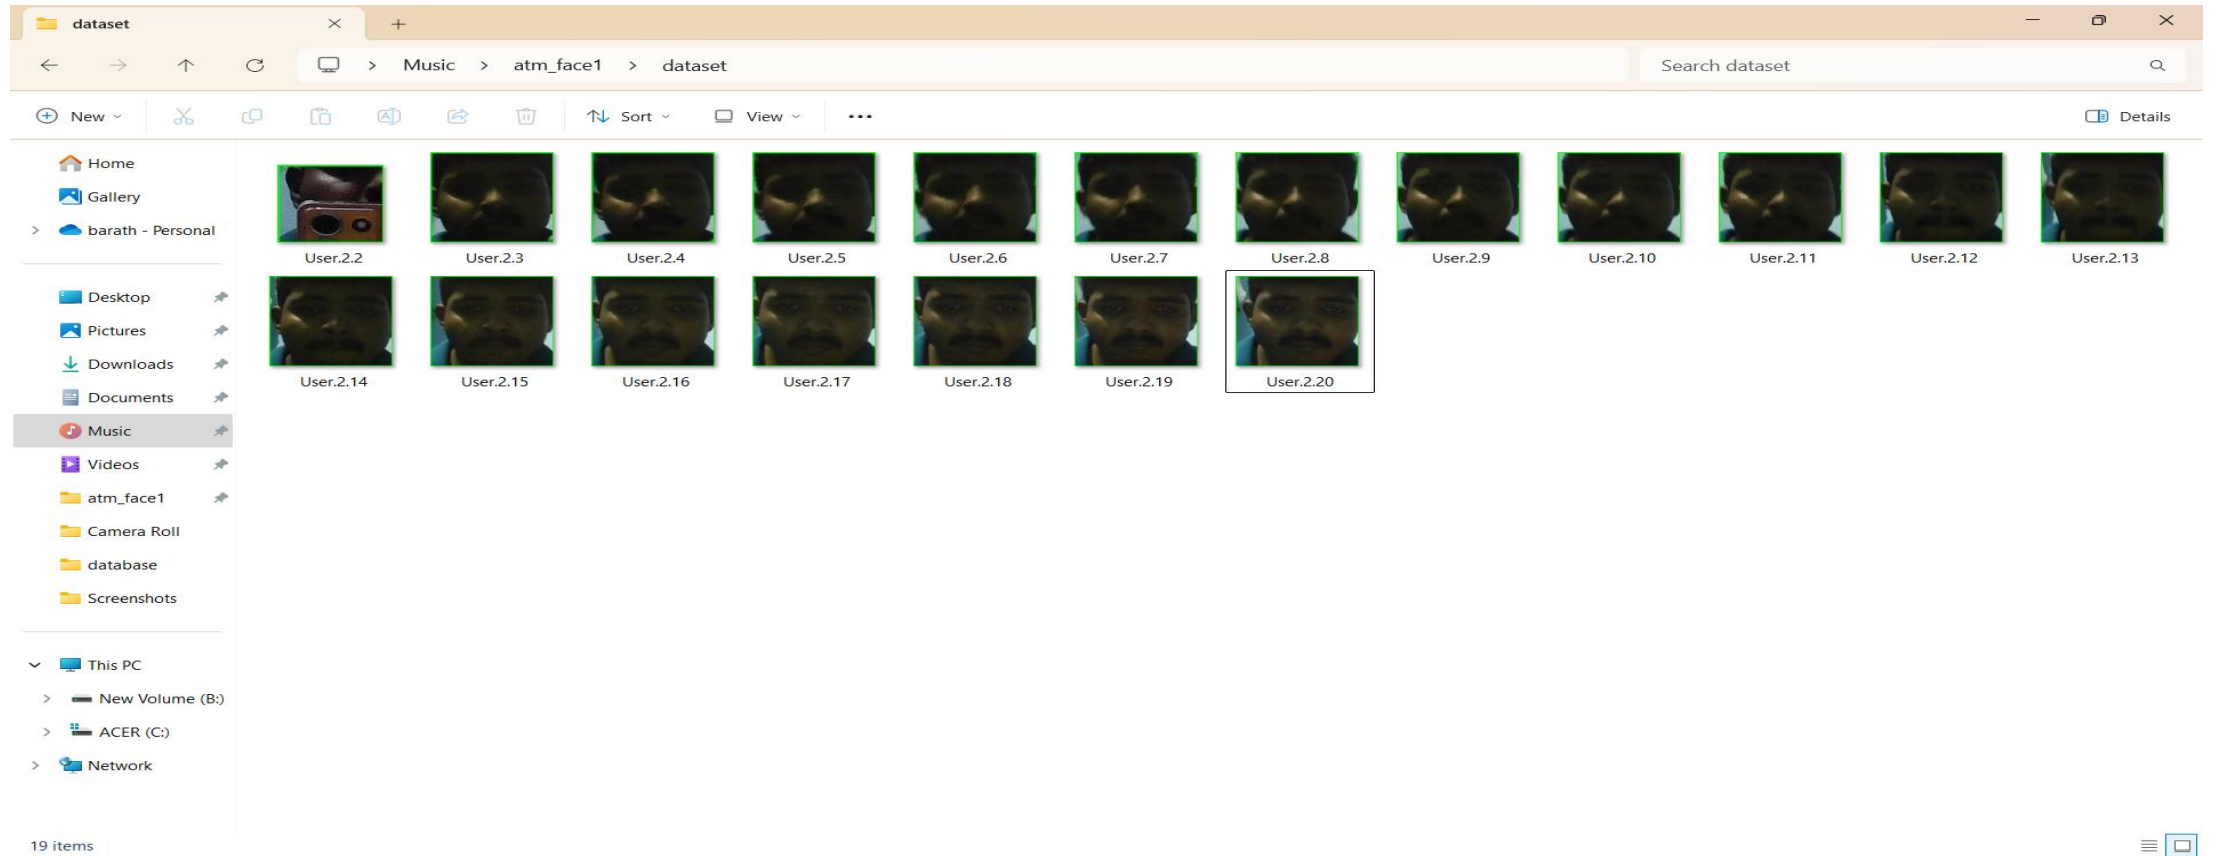 dataset
Music > atm_face1 > dataset
Search dataset
New
Sort
View
Details
Home
Gallery
barath - Personal
Desktop
Pictures
Downloads
Documents
Music
Videos
atm_face1
Camera Roll
database
Screenshots
This PC
New Volume (B:)
ACER (C:)
Network
User.2.2 User.2.3 User.2.4 User.2.5 User.2.6 User.2.7 User.2.8 User.2.9 User.2.10 User.2.11 User.2.12 User.2.13
User.2.14 User.2.15 User.2.16 User.2.17 User.2.18 User.2.19 User.2.20
19 items